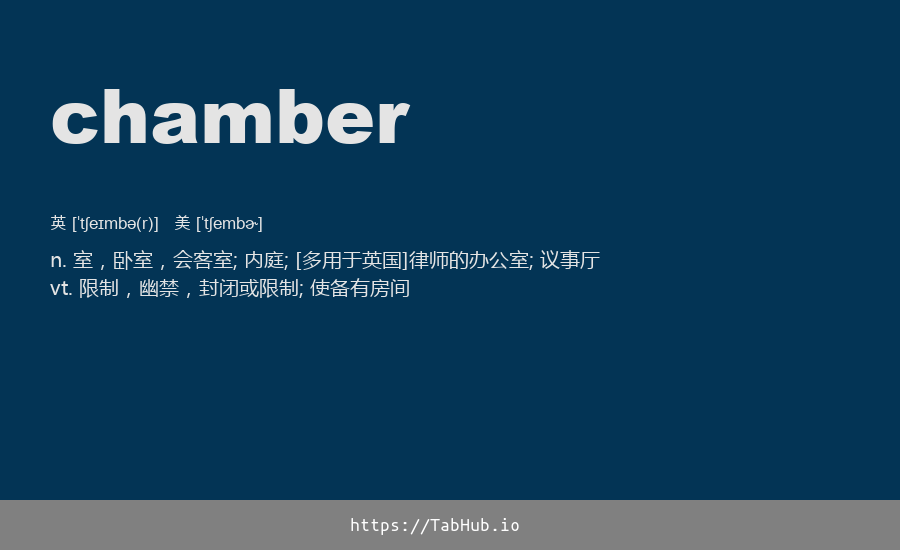 chamber
英 [ˈtʃeɪmbə(r)] 美 [ˈtʃembɚ]
n. 室，卧室，会客室; 内庭; [多用于英国]律师的办公室; 议事厅
vt. 限制，幽禁，封闭或限制; 使备有房间
https://TabHub.io